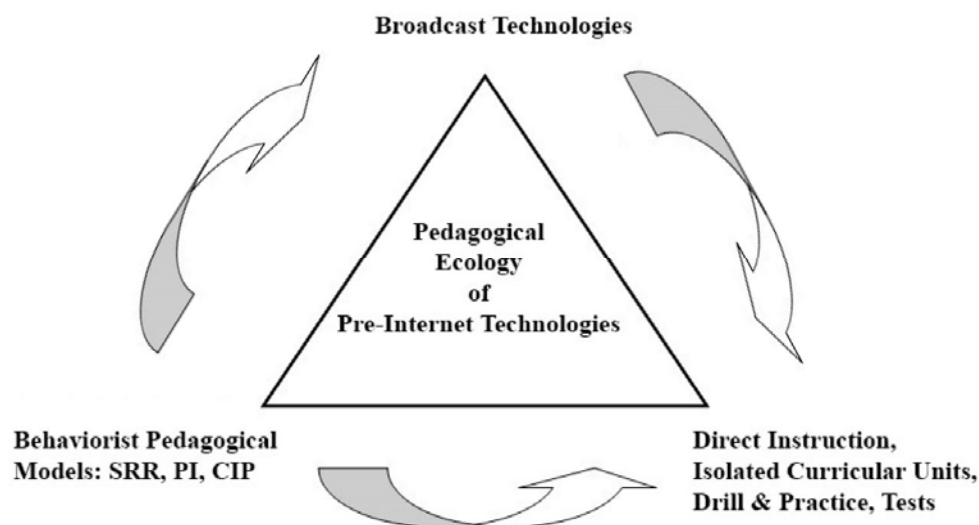 Broadcast Technologies
Pedagogical
Ecology
of
Pre-Internet Technologies
Behaviorist Pedagogical
Models: SRR, PI, CIP
Direct Instruction,
Isolated Curricular Units,
Drill & Practice, Tests